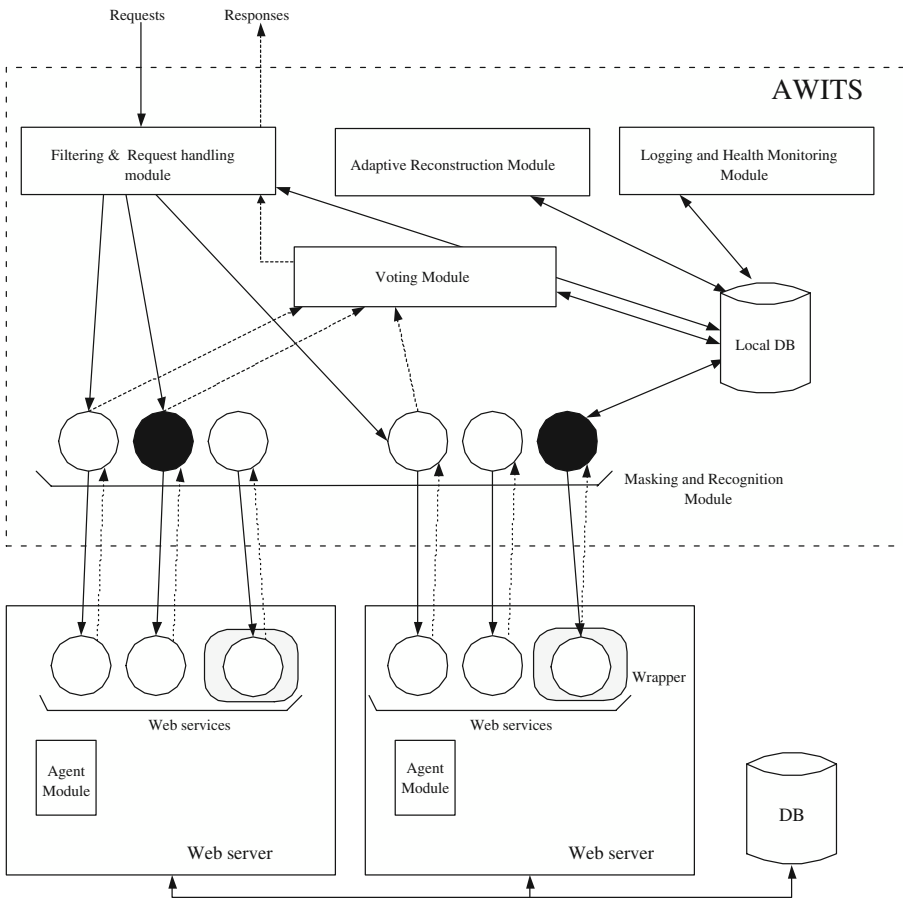 Requests
Responses
AWITS
Filtering & Request handling
module
Adaptive Reconstruction Module
Logging and Health Monitoring
Module
Voting Module
Local DB
Masking and Recognition
Module
Wrapper
Web services
Web services
Agent
Module
Agent
Module
DB
Web server
Web server